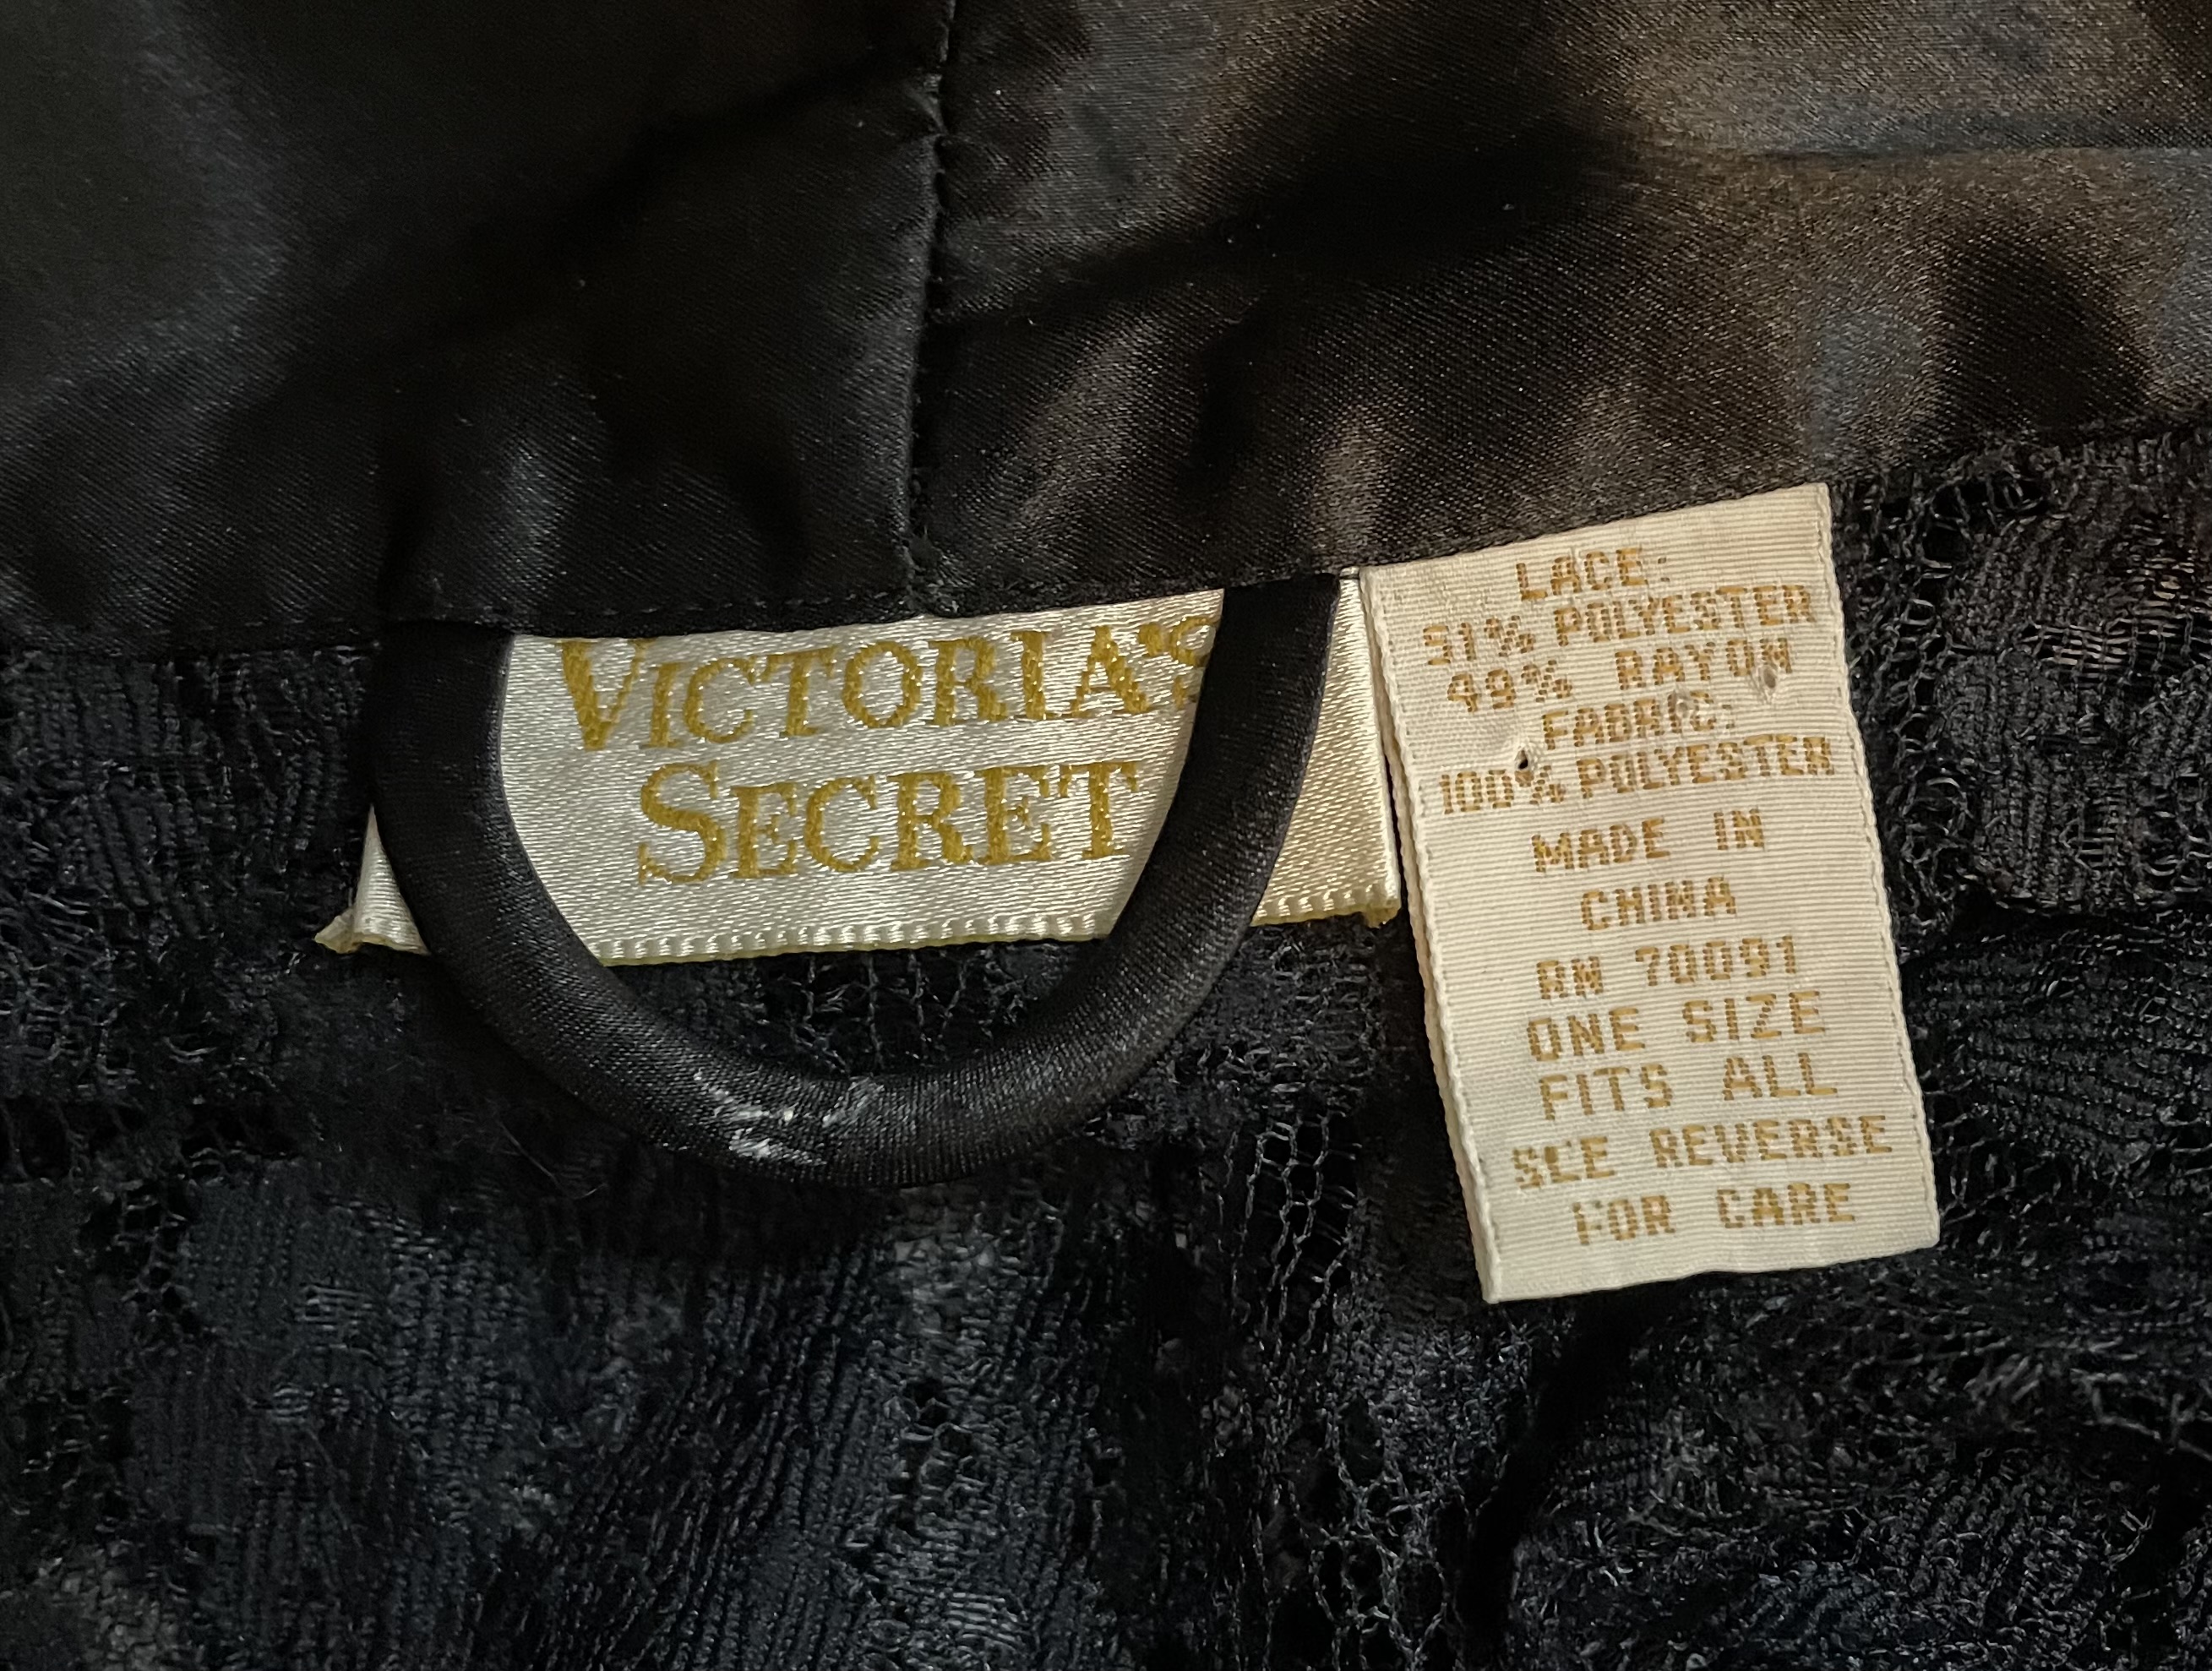 VICTORIA'S
SECRET
LACE:
51% POLYESTER
49% RAYON
FABRIC:
100% POLYESTER
MADE IN
CHINA
RN 70091
ONE SIZE
FITS ALL
SEE REVERSE
FOR CARE